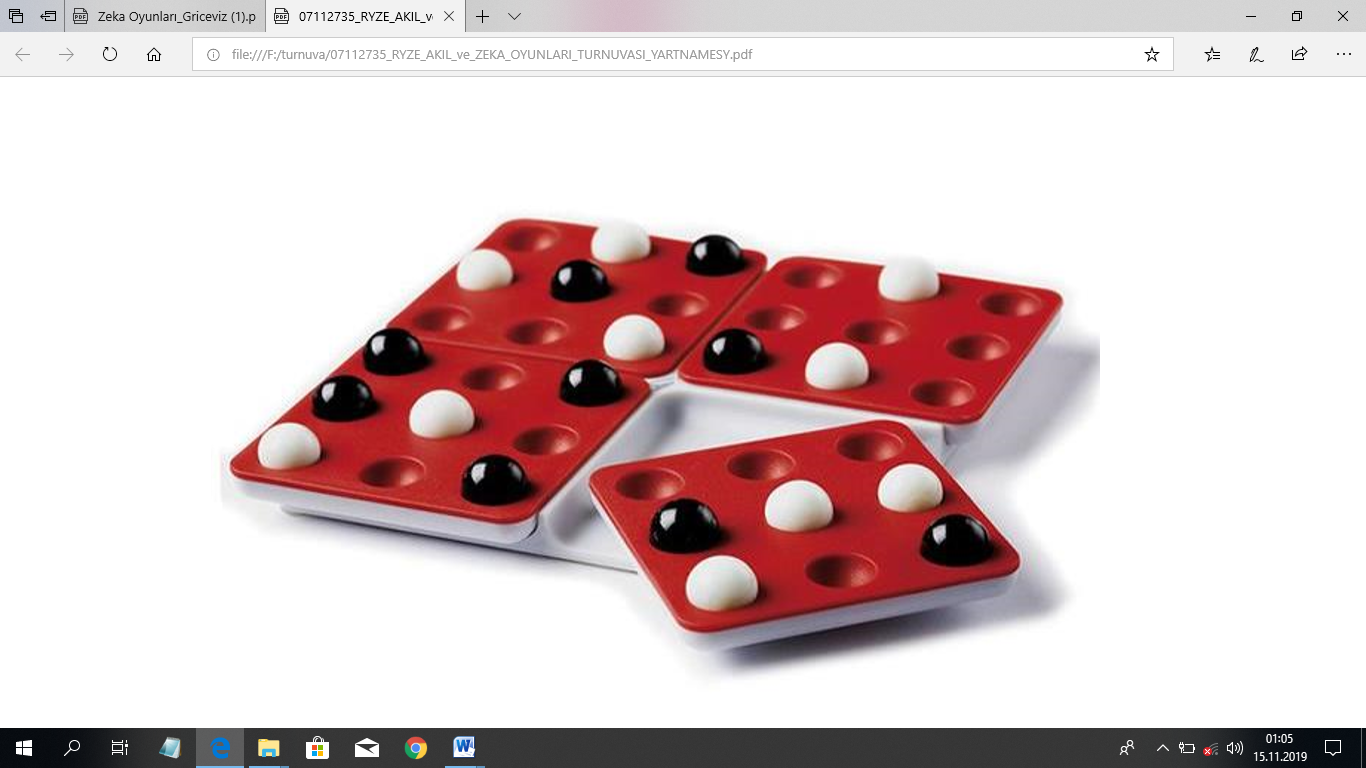 Zeka Oyunları_Griceviz (1).p
07112735_RYZE_AKIL_v
file:///F:/turnuva/07112735_RYZE_AKIL_ve_ZEKA_OYUNLARI_TURNUVASI_YARTNAMESY.pdf
01:05
15.11.2019